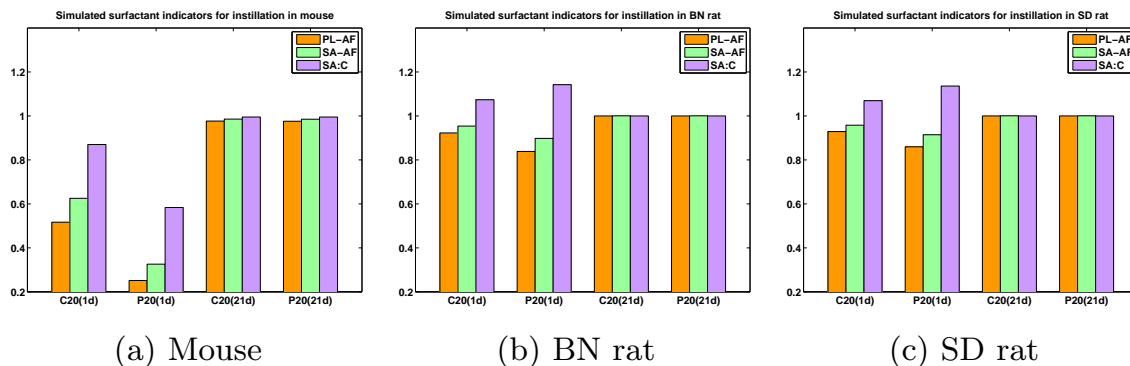 Simulated surfactant indicators for instillation in mouse
PL−AF
SA−AF
SA:C
1.2
1
0.8
0.6
0.4
0.2
C20(1d) P20(1d) C20(21d) P20(21d)
(a) Mouse
Simulated surfactant indicators for instillation in BN rat
PL−AF
SA−AF
SA:C
1.2
1
0.8
0.6
0.4
0.2
C20(1d) P20(1d) C20(21d) P20(21d)
(b) BN rat
Simulated surfactant indicators for instillation in SD rat
PL−AF
SA−AF
SA:C
1.2
1
0.8
0.6
0.4
0.2
C20(1d) P20(1d) C20(21d) P20(21d)
(c) SD rat